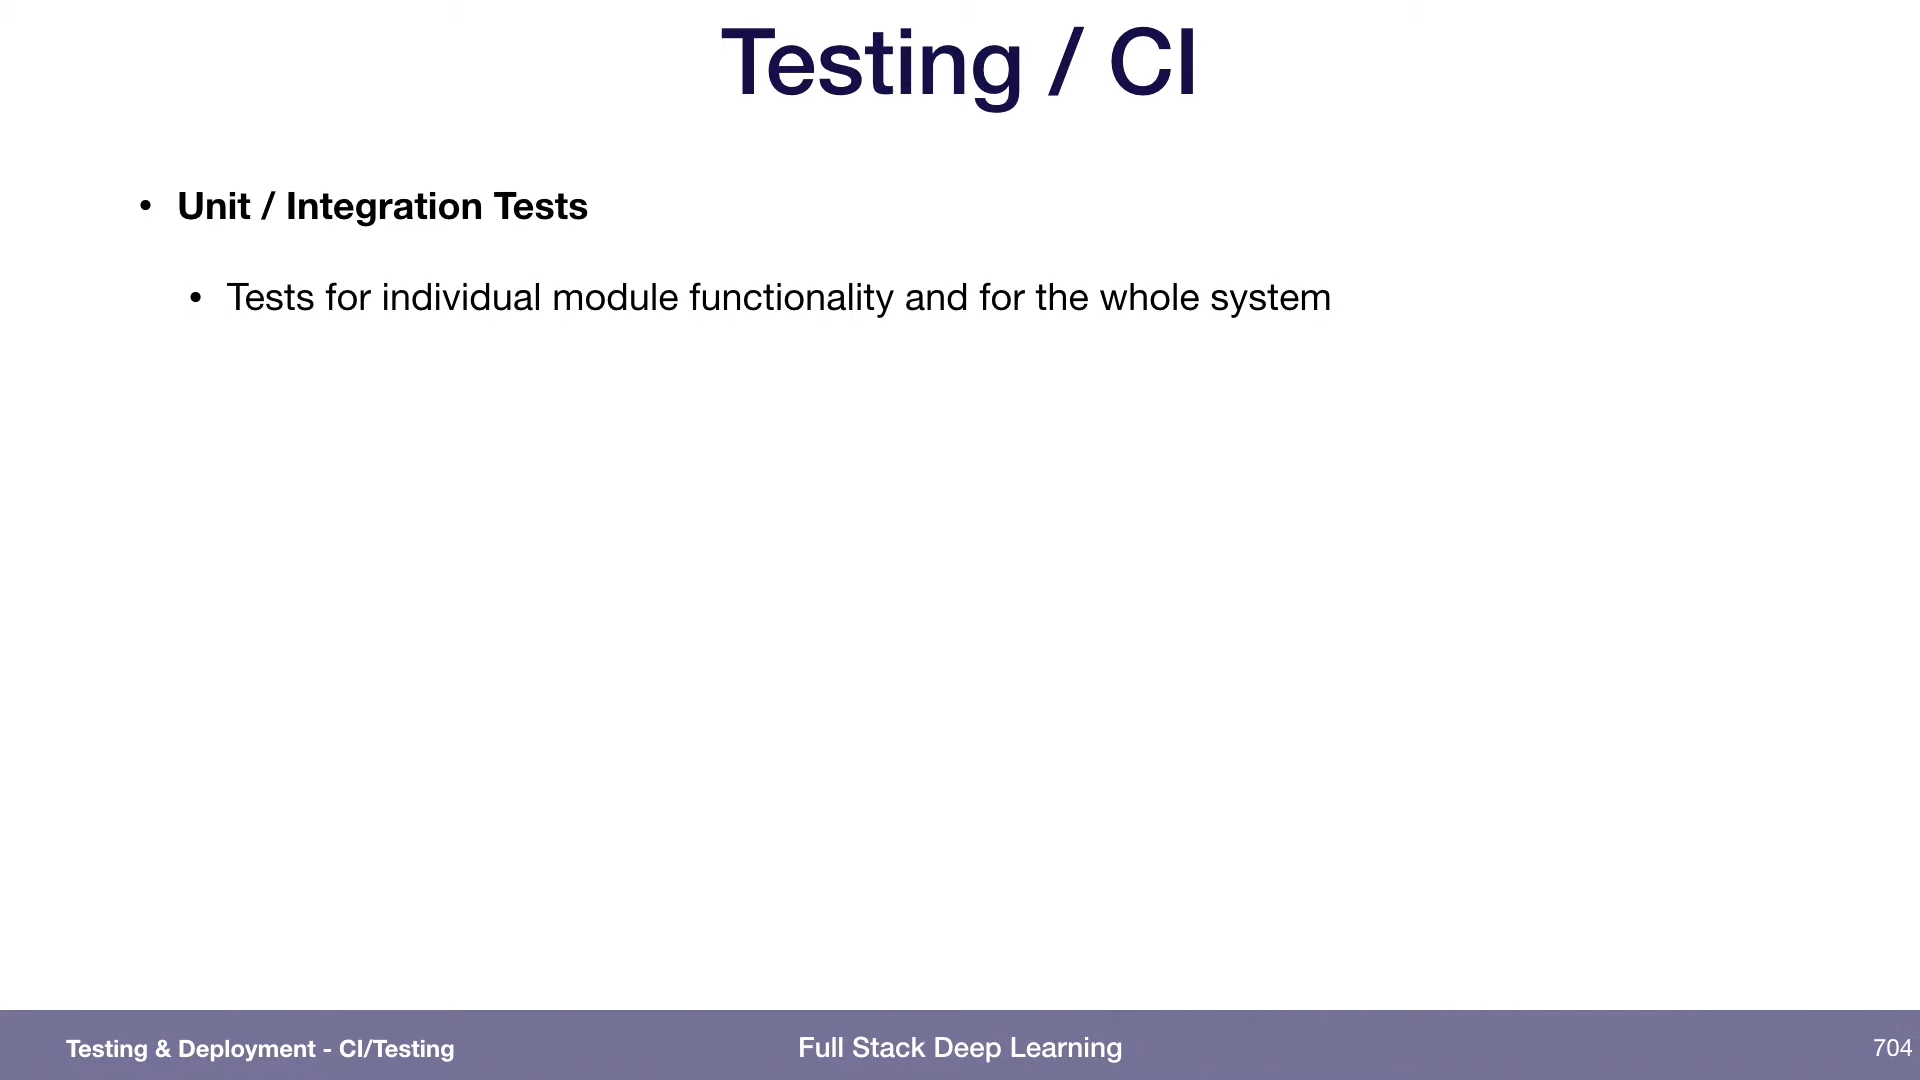 Testing / CI
• Unit / Integration Tests
• Tests for individual module functionality and for the whole system
Testing & Deployment - CI/Testing
Full Stack Deep Learning
704